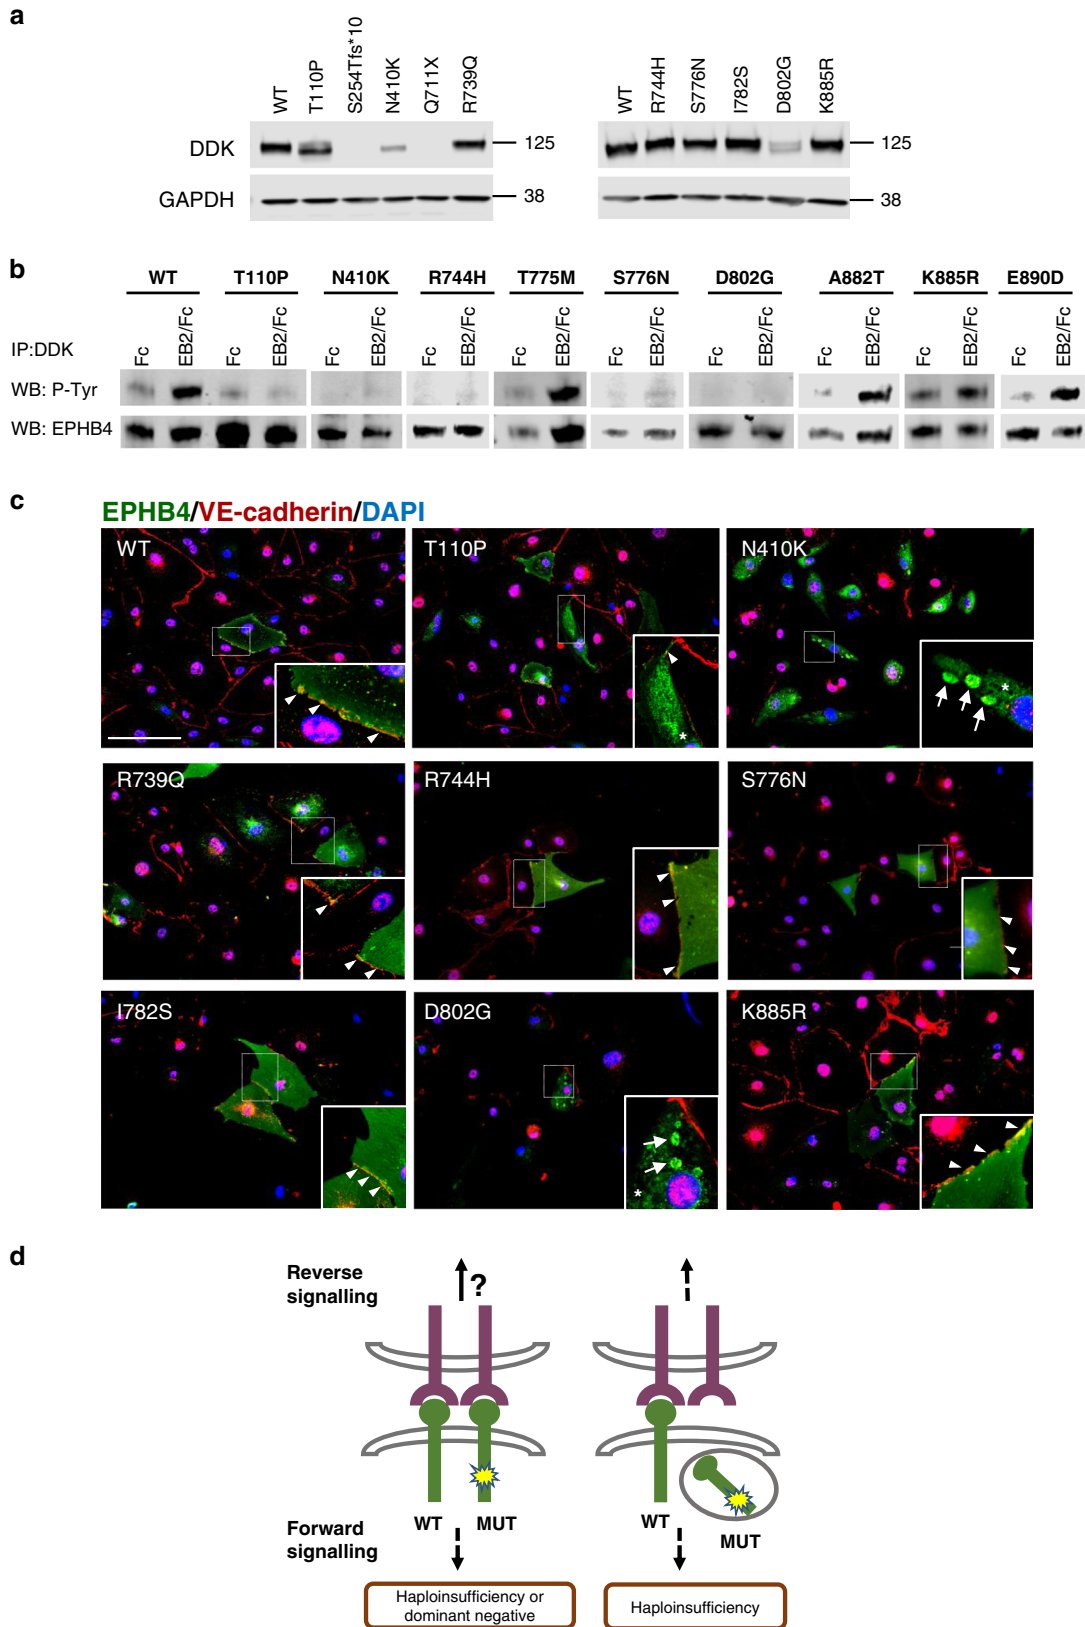 a
WT
T110P
S254Tfs*10
N410K
Q711X
R739Q
WT
R744H
S776N
I782S
D802G
K885R
DDK
125
125
GAPDH
38
38
b
WT T110P N410K R744H T775M S776N D802G A882T K885R E890D
IP:DDK
Fc EB2/Fc Fc EB2/Fc Fc EB2/Fc Fc EB2/Fc Fc EB2/Fc Fc EB2/Fc Fc EB2/Fc Fc EB2/Fc Fc EB2/Fc Fc EB2/Fc
WB: P-Tyr
WB: EPHB4
c
EPHB4/VE-cadherin/DAPI
WT T110P N410K
*
*
R739Q R744H S776N
I782S D802G K885R
*
d
Reverse
signalling
?
WT MUT
WT
MUT
Forward
signalling
Haploinsufficiency or
dominant negative
Haploinsufficiency